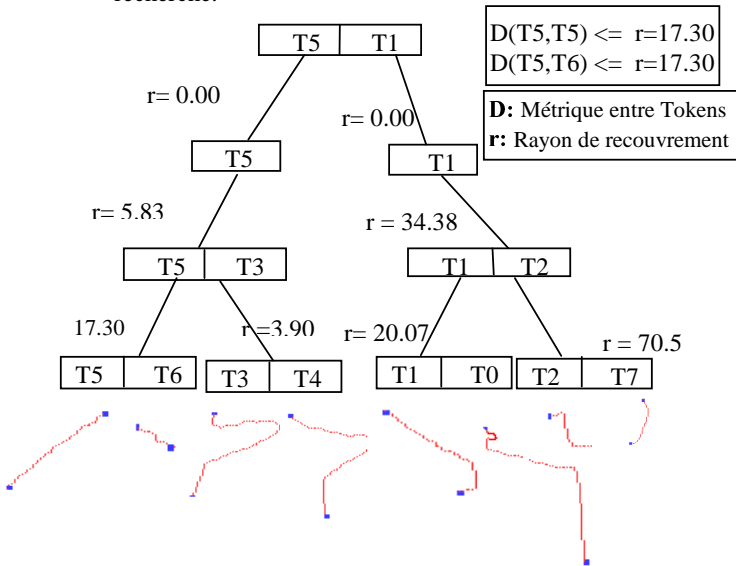 recherche.
T5 T1
D(T5,T5) <= r=17.30
D(T5,T6) <= r=17.30
D: Métrique entre Tokens
r: Rayon de recouvrement
r= 0.00
r= 0.00
T5
T1
r= 5.83
r = 34.38
T5 T3
T1 T2
17.30
r =3.90
r= 20.07
r = 70.5
T5 T6
T3 T4
T1 T0
T2 T7